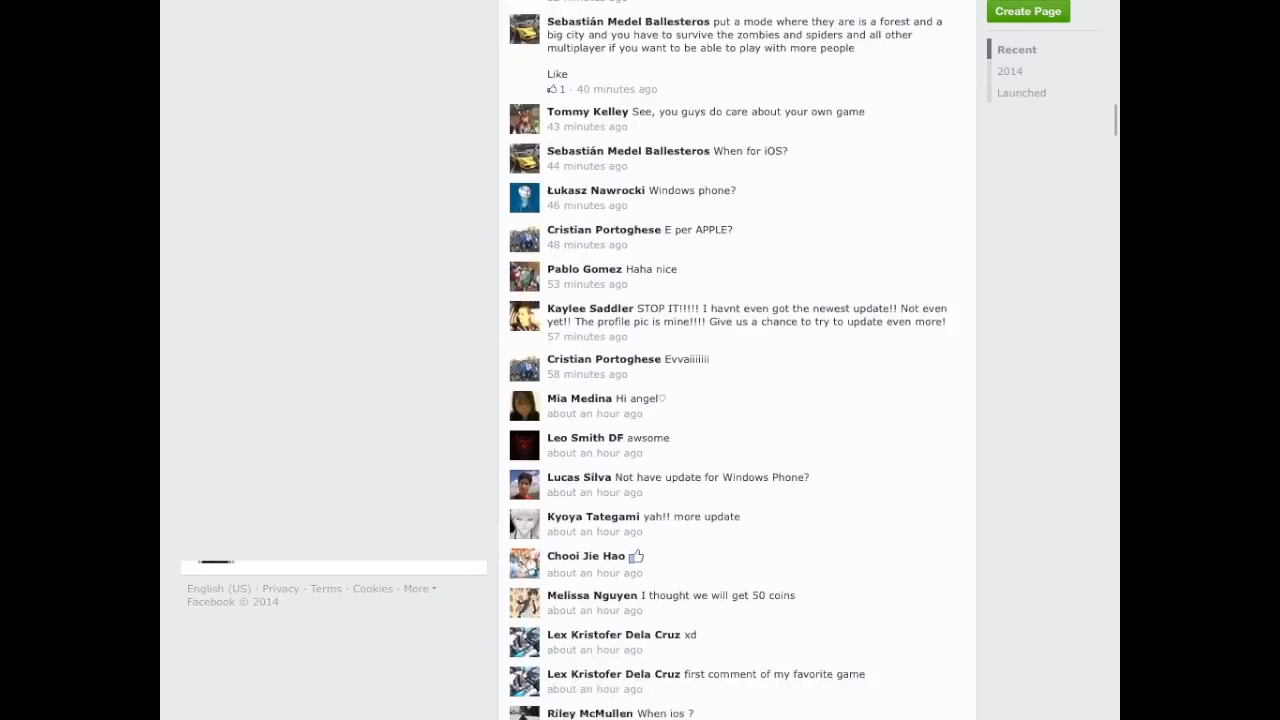 Sebastián Medel Ballesteros put a mode where they are is a forest and a
big city and you have to survive the zombies and spiders and all other
multiplayer if you want to be able to play with more people
Like
1 · 40 minutes ago
Tommy Kelley See, you guys do care about your own game
43 minutes ago
Sebastián Medel Ballesteros When for iOS?
44 minutes ago
Łukasz Nawrocki Windows phone?
46 minutes ago
Cristian Portoghese E per APPLE?
48 minutes ago
Pablo Gomez Haha nice
53 minutes ago
Kaylee Saddler STOP IT!!!!! I havnt even got the newest update!! Not even
yet!! The profile pic is mine!!!! Give us a chance to try to update even more!
57 minutes ago
Cristian Portoghese Evvaiiiiii
58 minutes ago
Mia Medina Hi angel♡
about an hour ago
Leo Smith DF awsome
about an hour ago
Lucas Silva Not have update for Windows Phone?
about an hour ago
Kyoya Tategami yah!! more update
about an hour ago
Chooi Jie Hao
about an hour ago
Melissa Nguyen I thought we will get 50 coins
about an hour ago
Lex Kristofer Dela Cruz xd
about an hour ago
Lex Kristofer Dela Cruz first comment of my favorite game
about an hour ago
Riley McMullen When ios ?
Create Page
Recent
2014
Launched
English (US) · Privacy · Terms · Cookies · More
Facebook © 2014